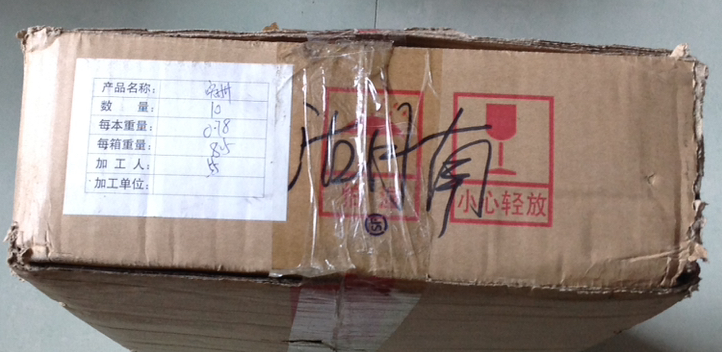 产品名称：
数 量： 10
每本重量： 0.78
每箱重量： 8.5
加 工 人：
加工单位：
湖南
小心轻放